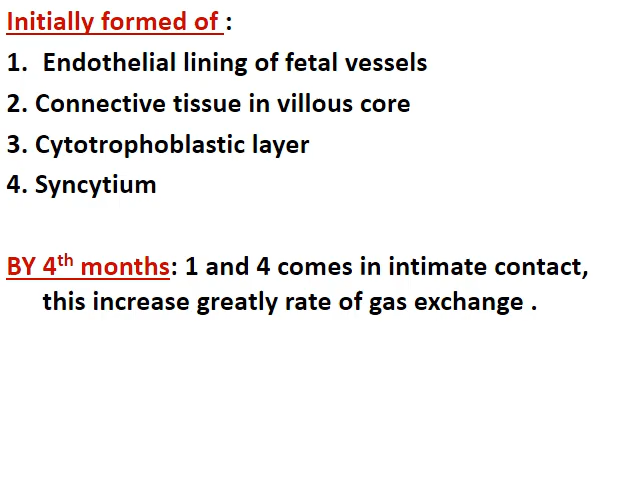 Initially formed of :
1. Endothelial lining of fetal vessels
2. Connective tissue in villous core
3. Cytotrophoblastic layer
4. Syncytium
BY 4th months: 1 and 4 comes in intimate contact,
this increase greatly rate of gas exchange .